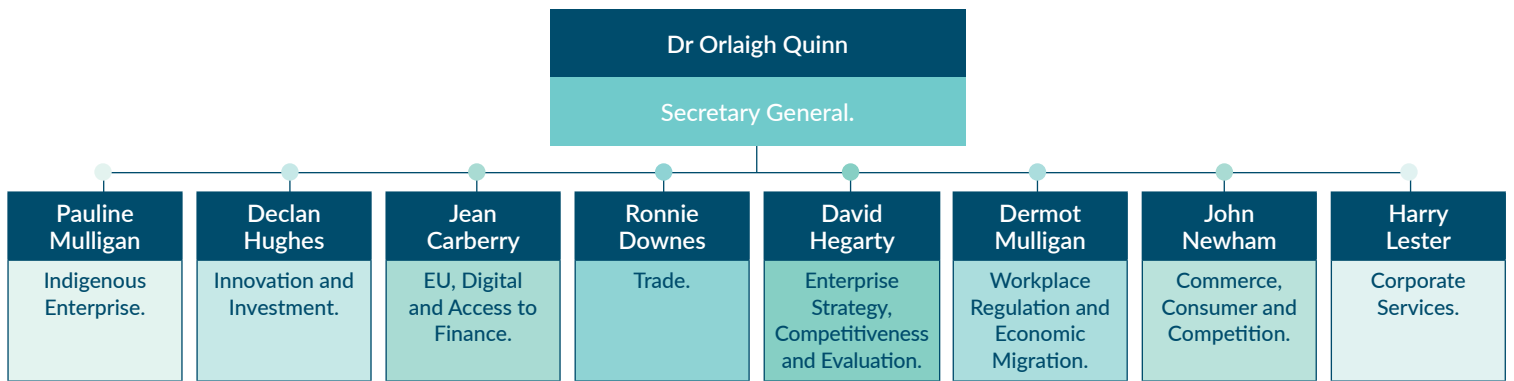 Dr Orlaigh Quinn
Secretary General.
Pauline
Mulligan
Indigenous
Enterprise.
Declan
Hughes
Innovation and
Investment.
Jean
Carberry
EU, Digital
and Access to
Finance.
Ronnie
Downes
Trade.
David
Hegarty
Enterprise
Strategy,
Competitiveness
and Evaluation.
Dermot
Mulligan
Workplace
Regulation and
Economic
Migration.
John
Newham
Commerce,
Consumer and
Competition.
Harry
Lester
Corporate
Services.